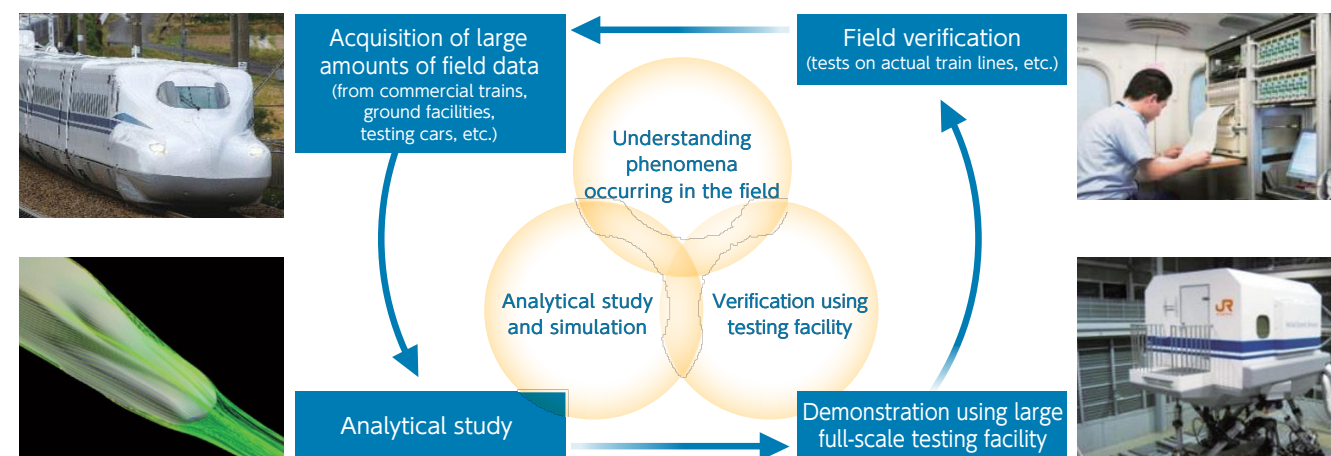 Acquisition of large
amounts of field data
(from commercial trains,
ground facilities,
testing cars, etc.)
Field verification
(tests on actual train lines, etc.)
Understanding
phenomena
occurring in the field
Analytical study
and simulation
Verification using
testing facility
JR
Analytical study
Demonstration using large
full-scale testing facility